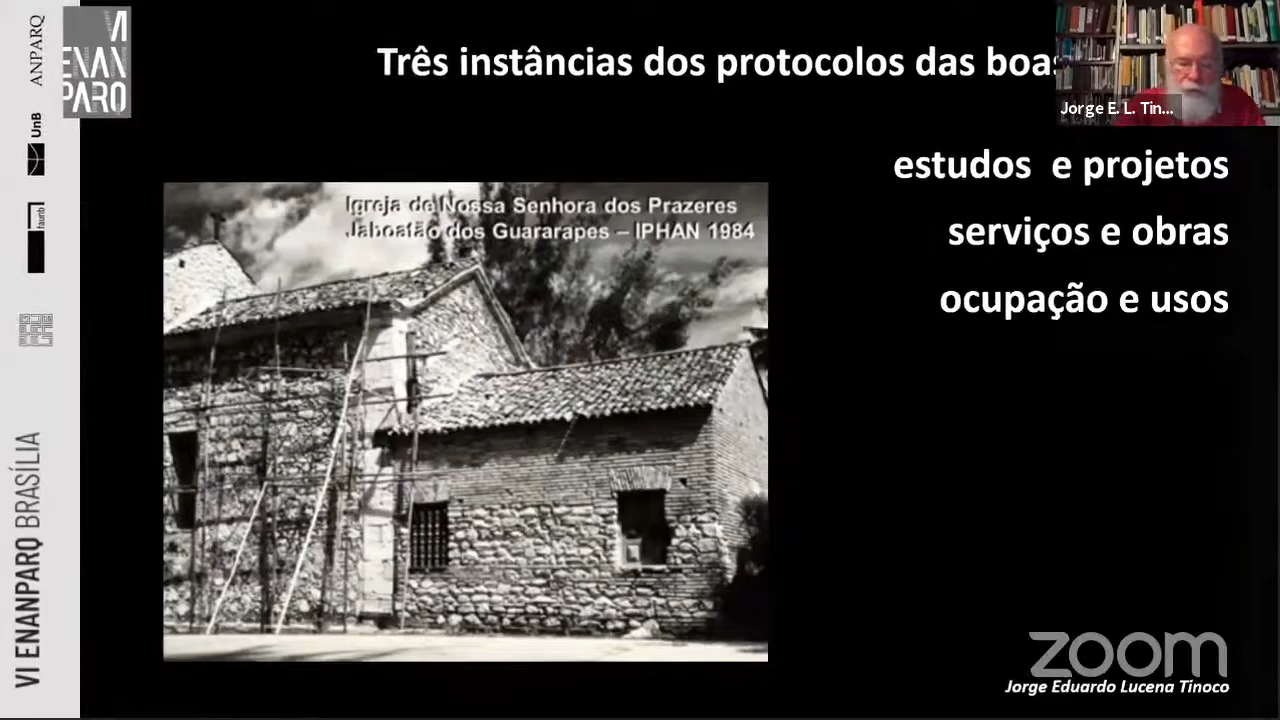 Três instâncias dos protocolos das boas
Jorge E. L. Tin...
estudos e projetos
serviços e obras
ocupação e usos
Igreja de Nossa Senhora dos Prazeres
Jaboatão dos Guararapes – IPHAN 1984
zoom
Jorge Eduardo Lucena Tinoco
ANPARQ
VI
ENAN
PARQ
UnB
faunb
VI ENANPARQ BRASÍLIA